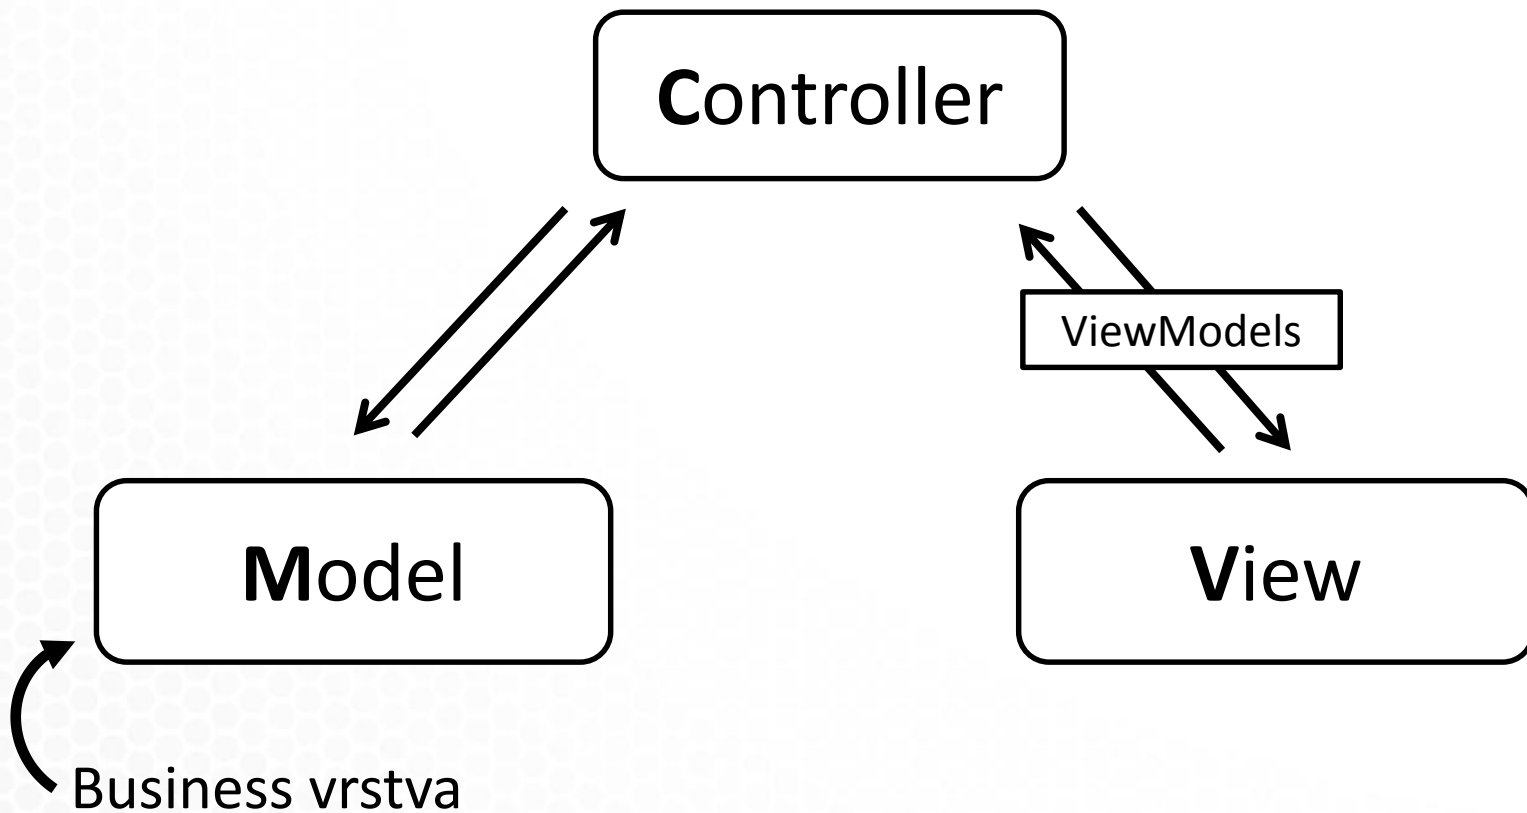 Controller
ViewModels
Model
View
Business vrstva